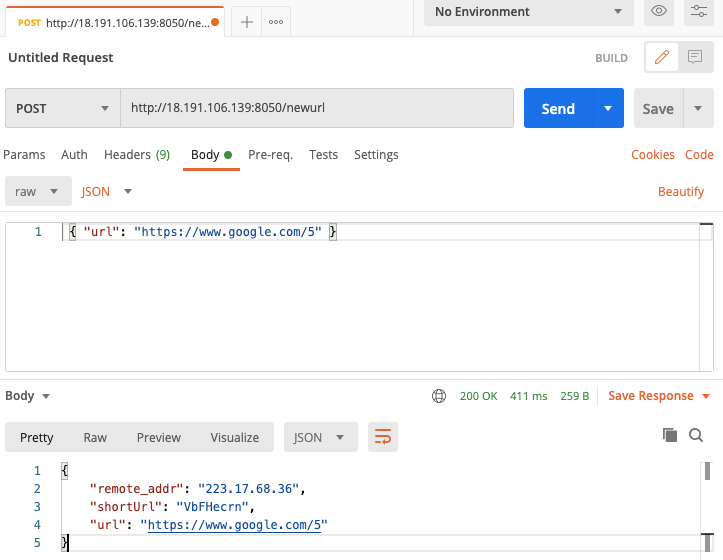 POST http://18.191.106.139:8050/ne...
No Environment
Untitled Request
BUILD
POST
http://18.191.106.139:8050/newurl
Send
Save
Params Auth Headers (9) Body Pre-req. Tests Settings
Cookies Code
raw JSON
Beautify
1 { "url": "https://www.google.com/5" }
Body
200 OK 411 ms 259 B Save Response
Pretty Raw Preview Visualize JSON
1 {
2 "remote_addr": "223.17.68.36",
3 "shortUrl": "VbFHecrn",
4 "url": "https://www.google.com/5"
5 }